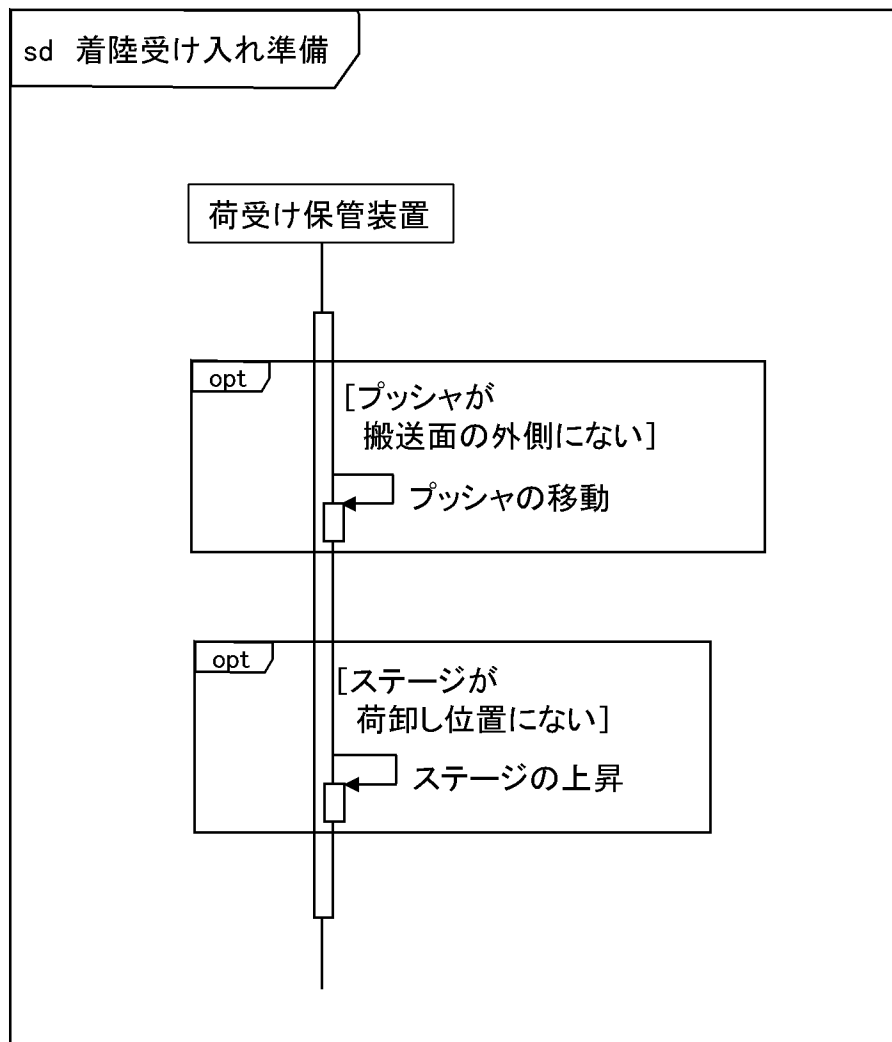 sd 着陸受け入れ準備
荷受け保管装置
opt
[プッシャが
搬送面の外側にない]
プッシャの移動
opt
[ステージが
荷卸し位置にない]
ステージの上昇